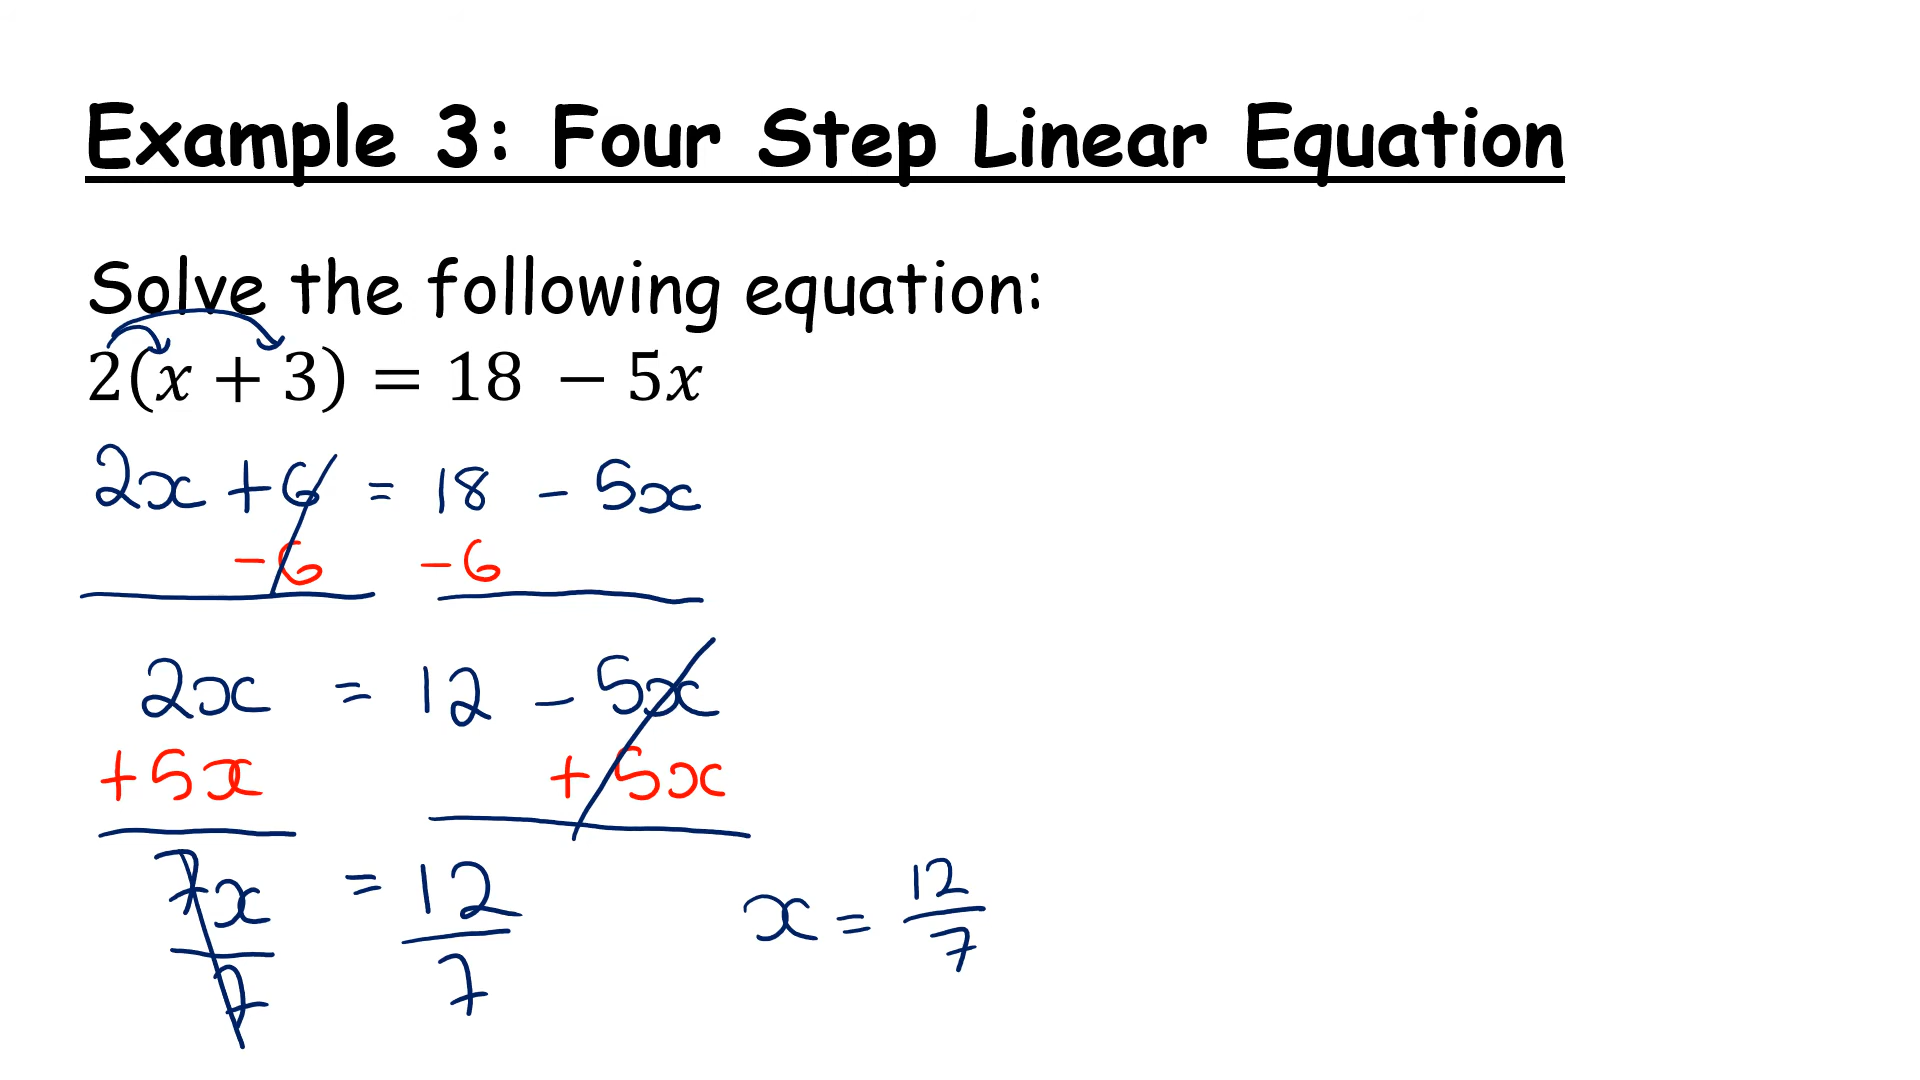 Example 3: Four Step Linear Equation
Solve the following equation:
2(x + 3) = 18 − 5x
2x + 6 = 18 - 5x
- 6 - 6
2x = 12 - 5x
+ 5x + 5x
7x = 12
7 7
x = 12/7